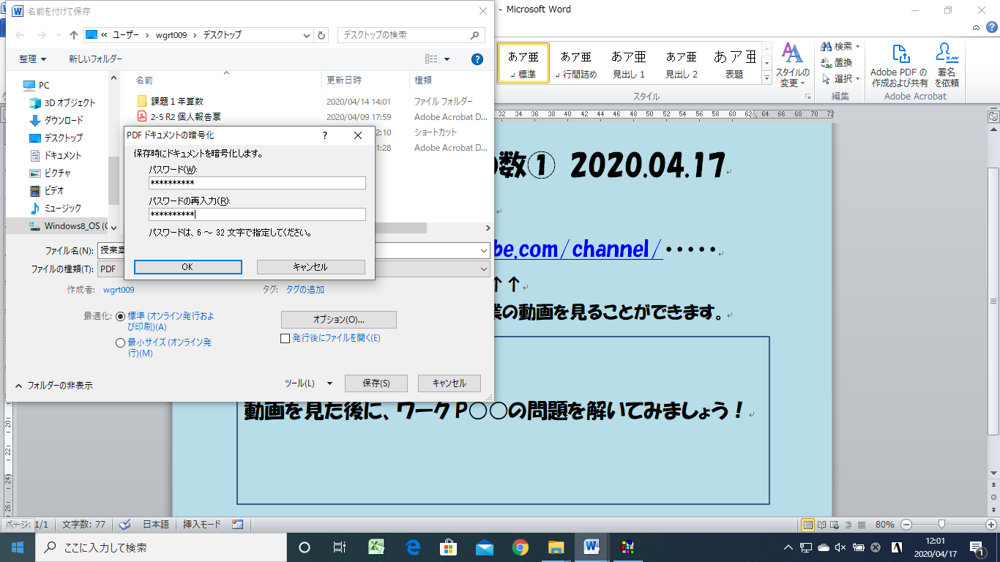 名前を付けて保存
- Microsoft Word
« ユーザー › wgrt009 › デスクトップ
デスクトップの検索
整理
新しいフォルダー
名前
更新日時
種類
PC
3D オブジェクト
ダウンロード
デスクトップ
ドキュメント
ピクチャ
ビデオ
ミュージック
Windows8_OS (C
課題1年算数
2020/04/14 14:01
ファイル フォルダー
2-5 R2 個人報告票
2020/04/09 17:59
Adobe Acrobat D...
2:10
ショートカット
1:28
Adobe Acrobat D...
PDF ドキュメントの暗号化
保存時にドキュメントを暗号化します。
パスワード(W):
**********
パスワードの再入力(R):
**********
パスワードは、6 ～ 32 文字で指定してください。
OK
キャンセル
ファイル名(N):
授業案
ファイルの種類(T):
PDF
作成者:
wgrt009
タグ:
タグの追加
最適化:
標準 (オンライン発行およ
び印刷)(A)
最小サイズ (オンライン発
行)(M)
オプション(O)...
発行後にファイルを開く(E)
フォルダーの非表示
ツール(L)
保存(S)
キャンセル
あア亜
↲ 標準
あア亜
↲ 行間詰め
あア亜
見出し 1
あア亜
見出し 2
あア亜
表題
スタイルの
変更
スタイル
検索
置換
選択
編集
Adobe PDF の
作成および共有
署名
を依頼
Adobe Acrobat
32 34 36 38 40 42 44 46 48 50 52 54 56 58 60 62 64 66 68 70 72
の数① 2020.04.17
be.com/channel/・・・・・
↑↑
業の動画を見ることができます。
動画を見た後に、ワークP〇〇の問題を解いてみましょう！
20
22
24
26
ページ: 1/1
文字数: 77
日本語
挿入モード
80%
ここに入力して検索
A
12:01
2020/04/17
1